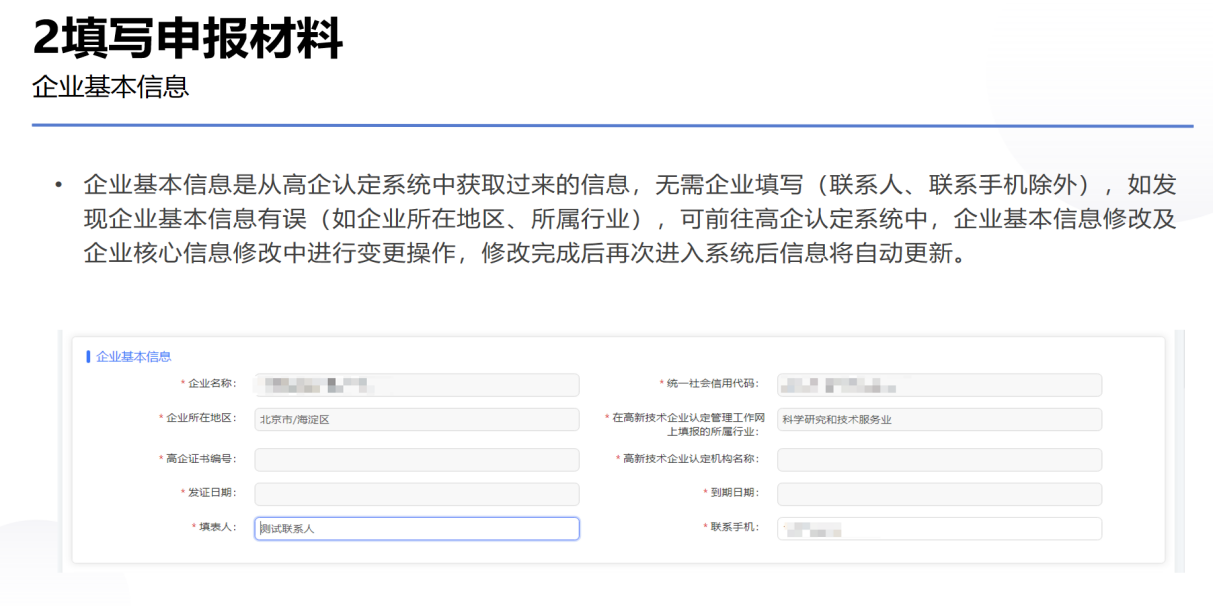 2填写申报材料
企业基本信息
• 企业基本信息是从高企认定系统中获取过来的信息，无需企业填写（联系人、联系手机除外），如发
现企业基本信息有误（如企业所在地区、所属行业），可前往高企认定系统中，企业基本信息修改及
企业核心信息修改中进行变更操作，修改完成后再次进入系统后信息将自动更新。
企业基本信息
* 企业名称：
* 统一社会信用代码：
* 企业所在地区： 北京市/海淀区
* 在高新技术企业认定管理工作网
上填报的所属行业： 科学研究和技术服务业
* 高企证书编号：
* 高新技术企业认定机构名称：
* 发证日期：
* 到期日期：
* 填表人： 测试联系人
* 联系手机：